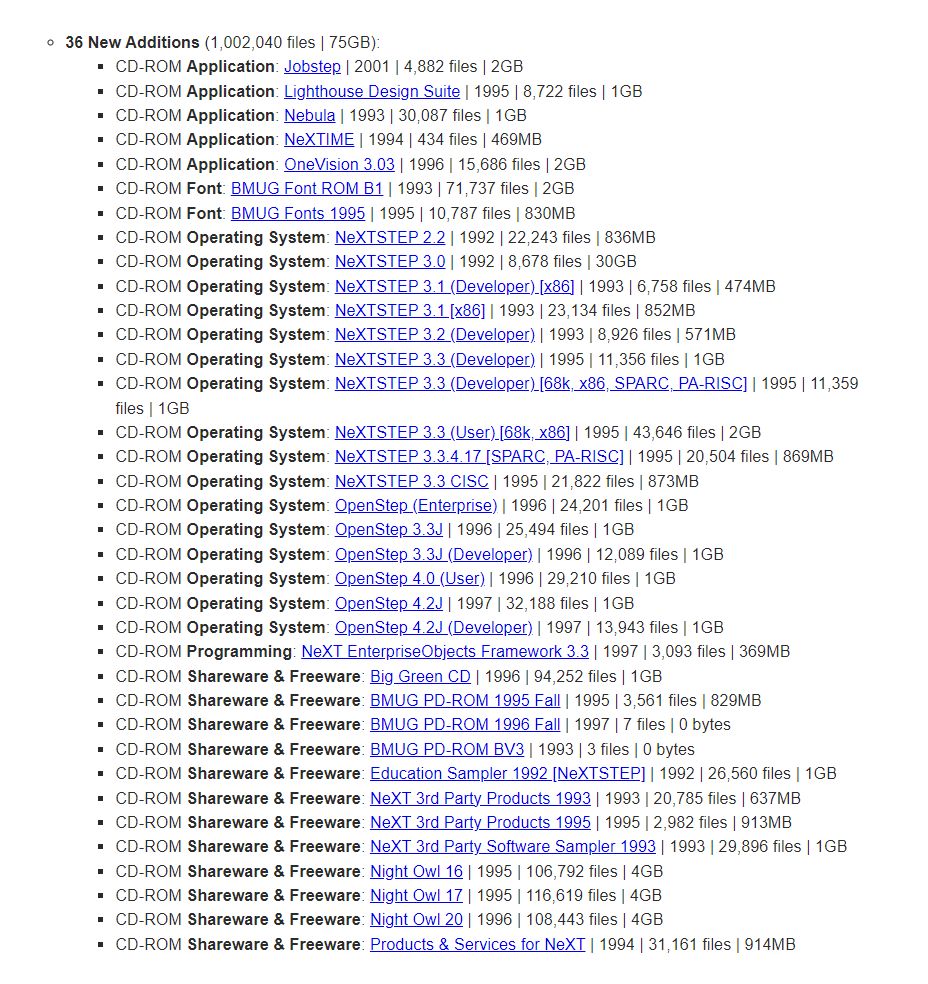 36 New Additions (1,002,040 files | 75GB):
CD-ROM Application: Jobstep | 2001 | 4,882 files | 2GB
CD-ROM Application: Lighthouse Design Suite | 1995 | 8,722 files | 1GB
CD-ROM Application: Nebula | 1993 | 30,087 files | 1GB
CD-ROM Application: NeXTIME | 1994 | 434 files | 469MB
CD-ROM Application: OneVision 3.03 | 1996 | 15,686 files | 2GB
CD-ROM Font: BMUG Font ROM B1 | 1993 | 71,737 files | 2GB
CD-ROM Font: BMUG Fonts 1995 | 1995 | 10,787 files | 830MB
CD-ROM Operating System: NeXTSTEP 2.2 | 1992 | 22,243 files | 836MB
CD-ROM Operating System: NeXTSTEP 3.0 | 1992 | 8,678 files | 30GB
CD-ROM Operating System: NeXTSTEP 3.1 (Developer) [x86] | 1993 | 6,758 files | 474MB
CD-ROM Operating System: NeXTSTEP 3.1 [x86] | 1993 | 23,134 files | 852MB
CD-ROM Operating System: NeXTSTEP 3.2 (Developer) | 1993 | 8,926 files | 571MB
CD-ROM Operating System: NeXTSTEP 3.3 (Developer) | 1995 | 11,356 files | 1GB
CD-ROM Operating System: NeXTSTEP 3.3 (Developer) [68k, x86, SPARC, PA-RISC] | 1995 | 11,359
files | 1GB
CD-ROM Operating System: NeXTSTEP 3.3 (User) [68k, x86] | 1995 | 43,646 files | 2GB
CD-ROM Operating System: NeXTSTEP 3.3.4.17 [SPARC, PA-RISC] | 1995 | 20,504 files | 869MB
CD-ROM Operating System: NeXTSTEP 3.3 CISC | 1995 | 21,822 files | 873MB
CD-ROM Operating System: OpenStep (Enterprise) | 1996 | 24,201 files | 1GB
CD-ROM Operating System: OpenStep 3.3J | 1996 | 25,494 files | 1GB
CD-ROM Operating System: OpenStep 3.3J (Developer) | 1996 | 12,089 files | 1GB
CD-ROM Operating System: OpenStep 4.0 (User) | 1996 | 29,210 files | 1GB
CD-ROM Operating System: OpenStep 4.2J | 1997 | 32,188 files | 1GB
CD-ROM Operating System: OpenStep 4.2J (Developer) | 1997 | 13,943 files | 1GB
CD-ROM Programming: NeXT EnterpriseObjects Framework 3.3 | 1997 | 3,093 files | 369MB
CD-ROM Shareware & Freeware: Big Green CD | 1996 | 94,252 files | 1GB
CD-ROM Shareware & Freeware: BMUG PD-ROM 1995 Fall | 1995 | 3,561 files | 829MB
CD-ROM Shareware & Freeware: BMUG PD-ROM 1996 Fall | 1997 | 7 files | 0 bytes
CD-ROM Shareware & Freeware: BMUG PD-ROM BV3 | 1993 | 3 files | 0 bytes
CD-ROM Shareware & Freeware: Education Sampler 1992 [NeXTSTEP] | 1992 | 26,560 files | 1GB
CD-ROM Shareware & Freeware: NeXT 3rd Party Products 1993 | 1993 | 20,785 files | 637MB
CD-ROM Shareware & Freeware: NeXT 3rd Party Products 1995 | 1995 | 2,982 files | 913MB
CD-ROM Shareware & Freeware: NeXT 3rd Party Software Sampler 1993 | 1993 | 29,896 files | 1GB
CD-ROM Shareware & Freeware: Night Owl 16 | 1995 | 106,792 files | 4GB
CD-ROM Shareware & Freeware: Night Owl 17 | 1995 | 116,619 files | 4GB
CD-ROM Shareware & Freeware: Night Owl 20 | 1996 | 108,443 files | 4GB
CD-ROM Shareware & Freeware: Products & Services for NeXT | 1994 | 31,161 files | 914MB